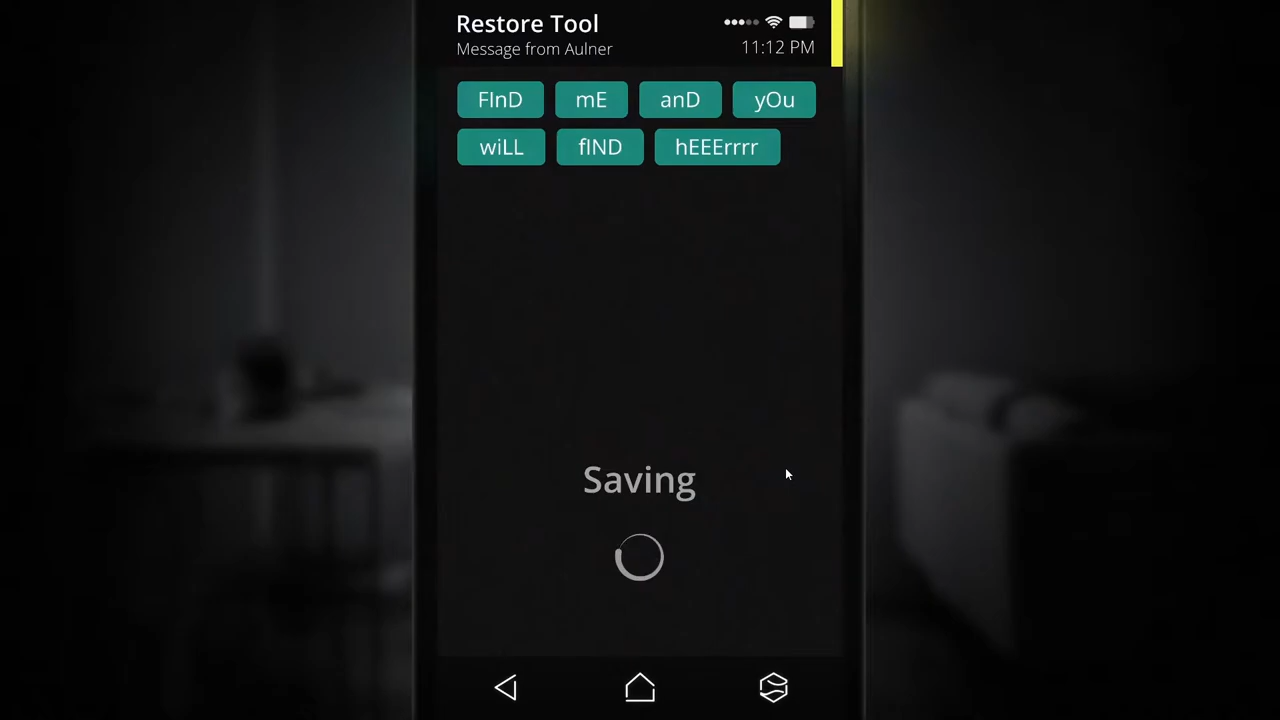 Restore Tool
Message from Aulner
11:12 PM
FInD mE anD yOu
wiLL fIND hEEErrrr
Saving